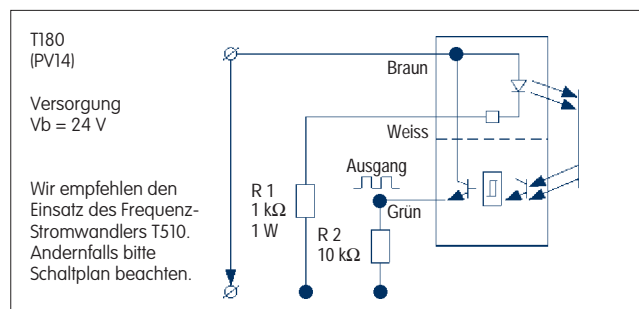 T180
(PV14)
Versorgung
Vb = 24 V
Wir empfehlen den
Einsatz des Frequenz-
Stromwandlers T510.
Andernfalls bitte
Schaltplan beachten.
Braun
Weiss
Ausgang
Grün
R 1
1 kΩ
1 W
R 2
10 kΩ